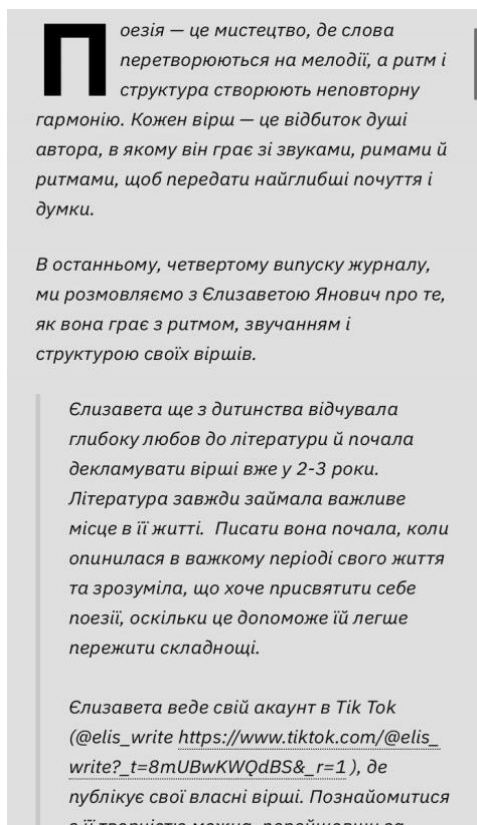 Поезія — це мистецтво, де слова
перетворюються на мелодії, а ритм і
структура створюють неповторну
гармонію. Кожен вірш — це відбиток душі
автора, в якому він грає зі звуками, римами й
ритмами, щоб передати найглибші почуття і
думки.
В останньому, четвертому випуску журналу,
ми розмовляємо з Єлизаветою Янович про те,
як вона грає з ритмом, звучанням і
структурою своїх віршів.
Єлизавета ще з дитинства відчувала
глибоку любов до літератури й почала
декламувати вірші вже у 2-3 роки.
Література завжди займала важливе
місце в її житті. Писати вона почала, коли
опинилася в важкому періоді свого життя
та зрозуміла, що хоче присвятити себе
поезії, оскільки це допоможе їй легше
пережити складнощі.
Єлизавета веде свій акаунт в Tik Tok
(@elis_write https://www.tiktok.com/@elis_
write?_t=8mUBwKWQdBS&_r=1 ), де
публікує свої власні вірші. Познайомитися
з її творчістю можна, перейшовши за